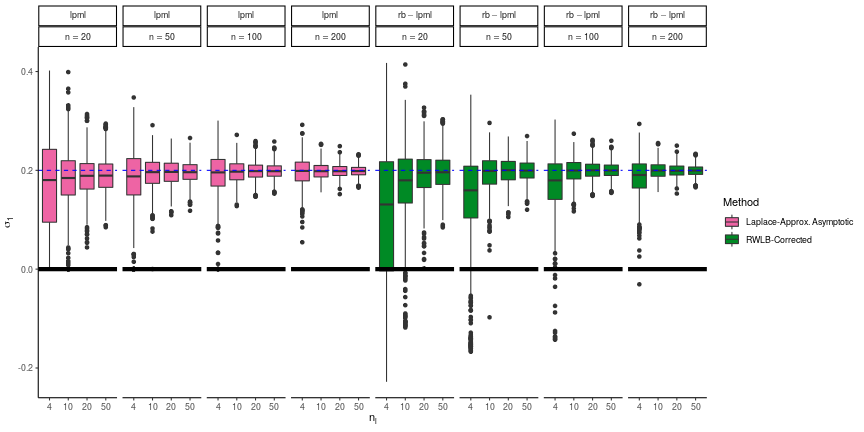 lpml lpml lpml lpml rb − lpml rb − lpml rb − lpml rb − lpml
n = 20 n = 50 n = 100 n = 200 n = 20 n = 50 n = 100 n = 200
0.4
0.2
0.0
-0.2
σ1
4 10 20 50 4 10 20 50 4 10 20 50 4 10 20 50 4 10 20 50 4 10 20 50 4 10 20 50 4 10 20 50
ni
Method
Laplace-Approx. Asymptotic
RWLB-Corrected